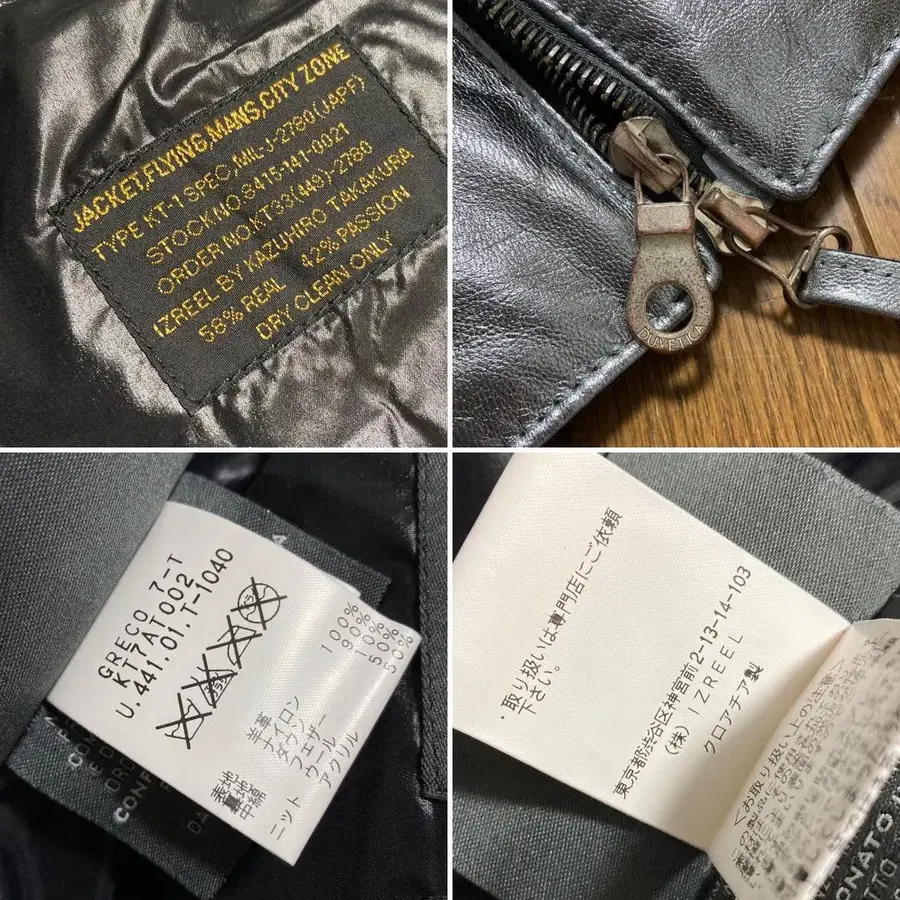 JACKET,FLYING,MANS,CITY ZONE
TYPE KT-1 SPEC,MIL-J-2780(JAPF)
STOCK NO.8415-141-0021
ORDER NO.KT33(449)-2780
IZREEL BY KAZUHIRO TAKAKURA
58% REAL 42% PASSION
DRY CLEAN ONLY
DUVETICA
GRECO 7-T
KT7AT002
U.441.01.T-1040
表地 羊革 100%
裏地 ナイロン 100%
中綿 ダウン 90%
フェザー 10%
ニット ウール 50%
アクリル 50%
・取り扱いは専門店にご依頼
下さい。
東京都渋谷区神宮前2-13-14-103
(株) IZREEL
クロアチア製
<お取り扱い上の注意>